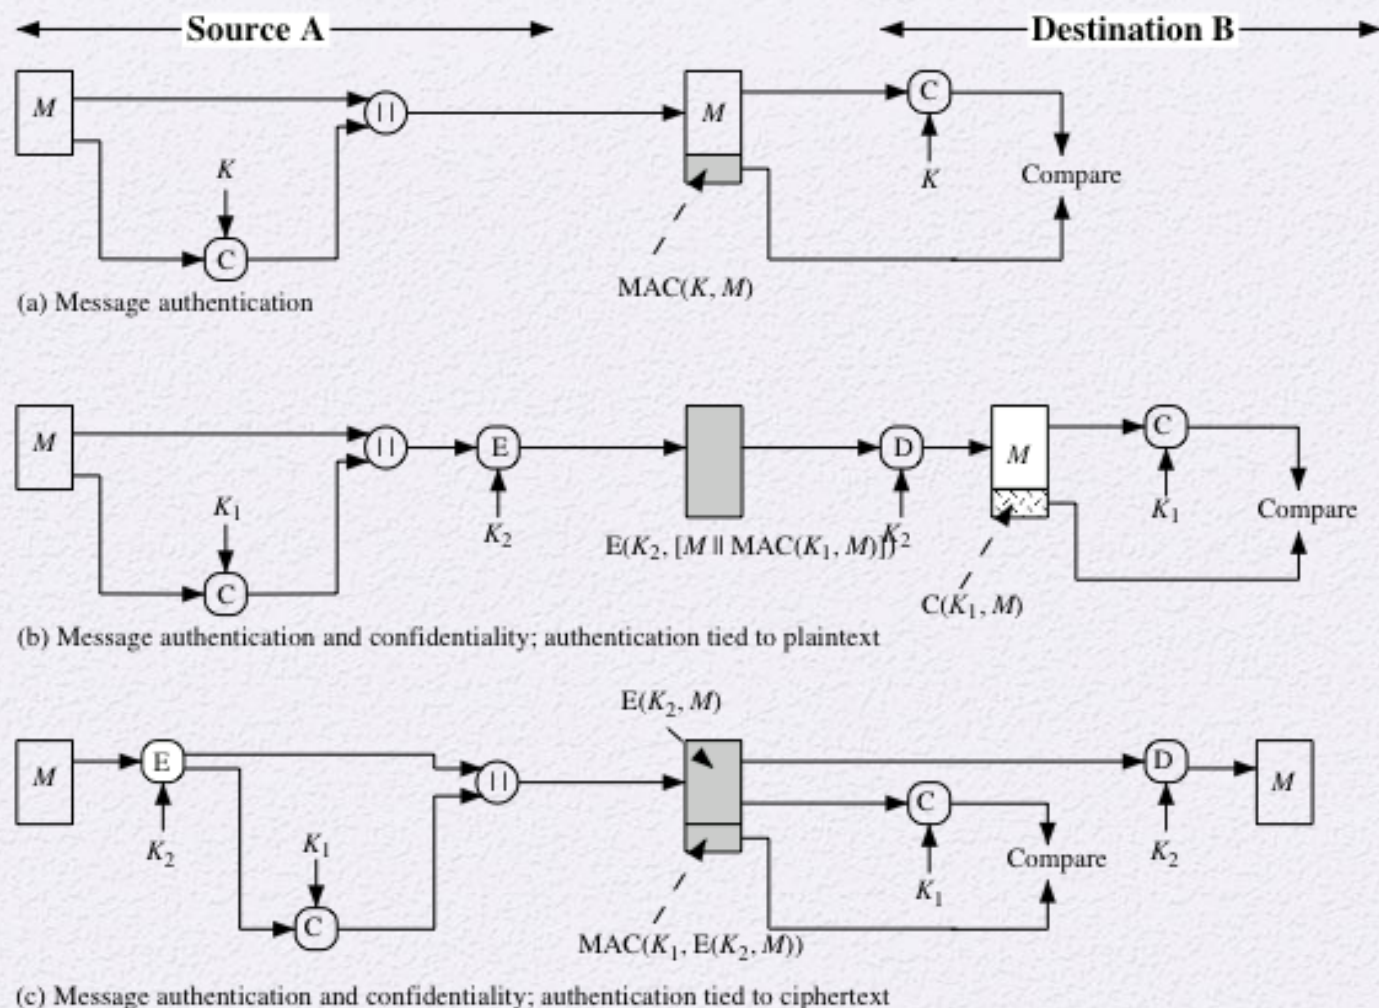 Source A
Destination B
M
||
M
C
K
K
Compare
C
MAC(K, M)
(a) Message authentication
M
||
E
D
M
C
K₁
K₂
K₂
K₁
Compare
E(K₂, [M || MAC(K₁, M)])
C
C(K₁, M)
(b) Message authentication and confidentiality; authentication tied to plaintext
E(K₂, M)
M
E
||
D
M
C
K₂
K₁
Compare
K₂
K₁
C
MAC(K₁, E(K₂, M))
(c) Message authentication and confidentiality; authentication tied to ciphertext